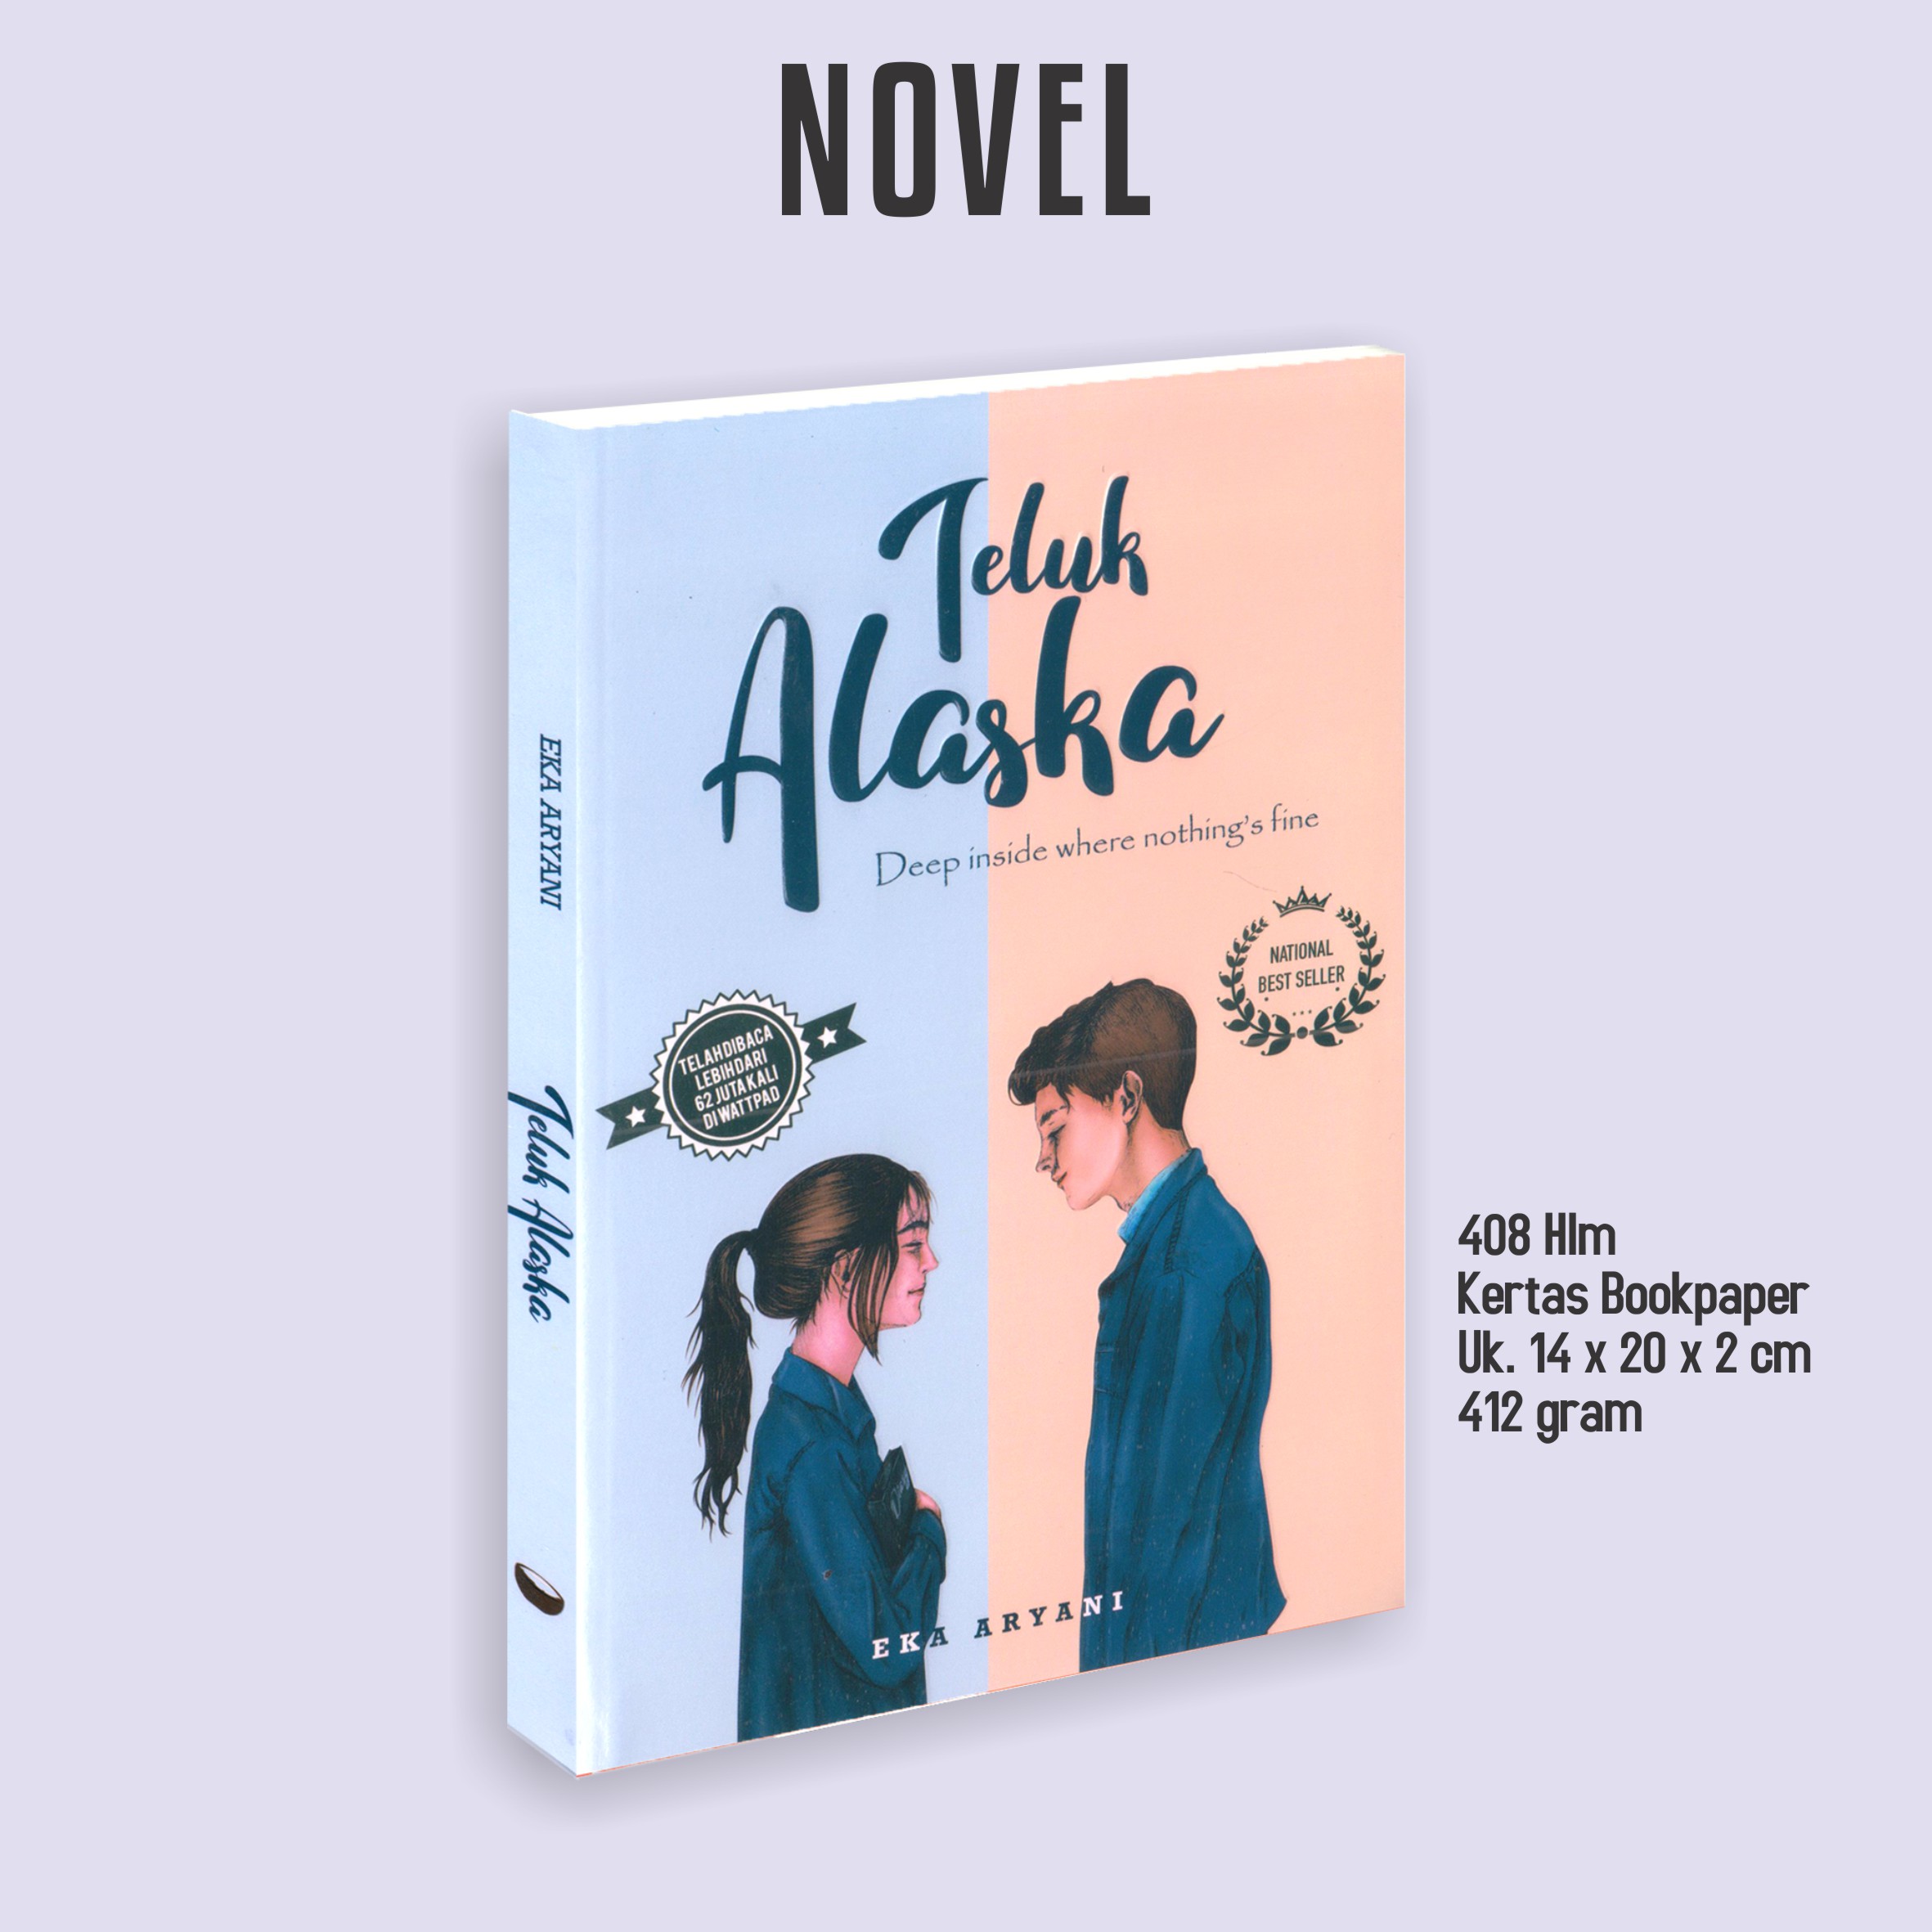 NOVEL
Teluk
Alaska
Deep inside where nothing's fine
NATIONAL
BEST SELLER
TELAH DIBACA
LEBIH DARI
62 JUTA KALI
DI WATTPAD
EKA ARYANI
EKA ARYANI
Teluk Alaska
408 Hlm
Kertas Bookpaper
Uk. 14 x 20 x 2 cm
412 gram